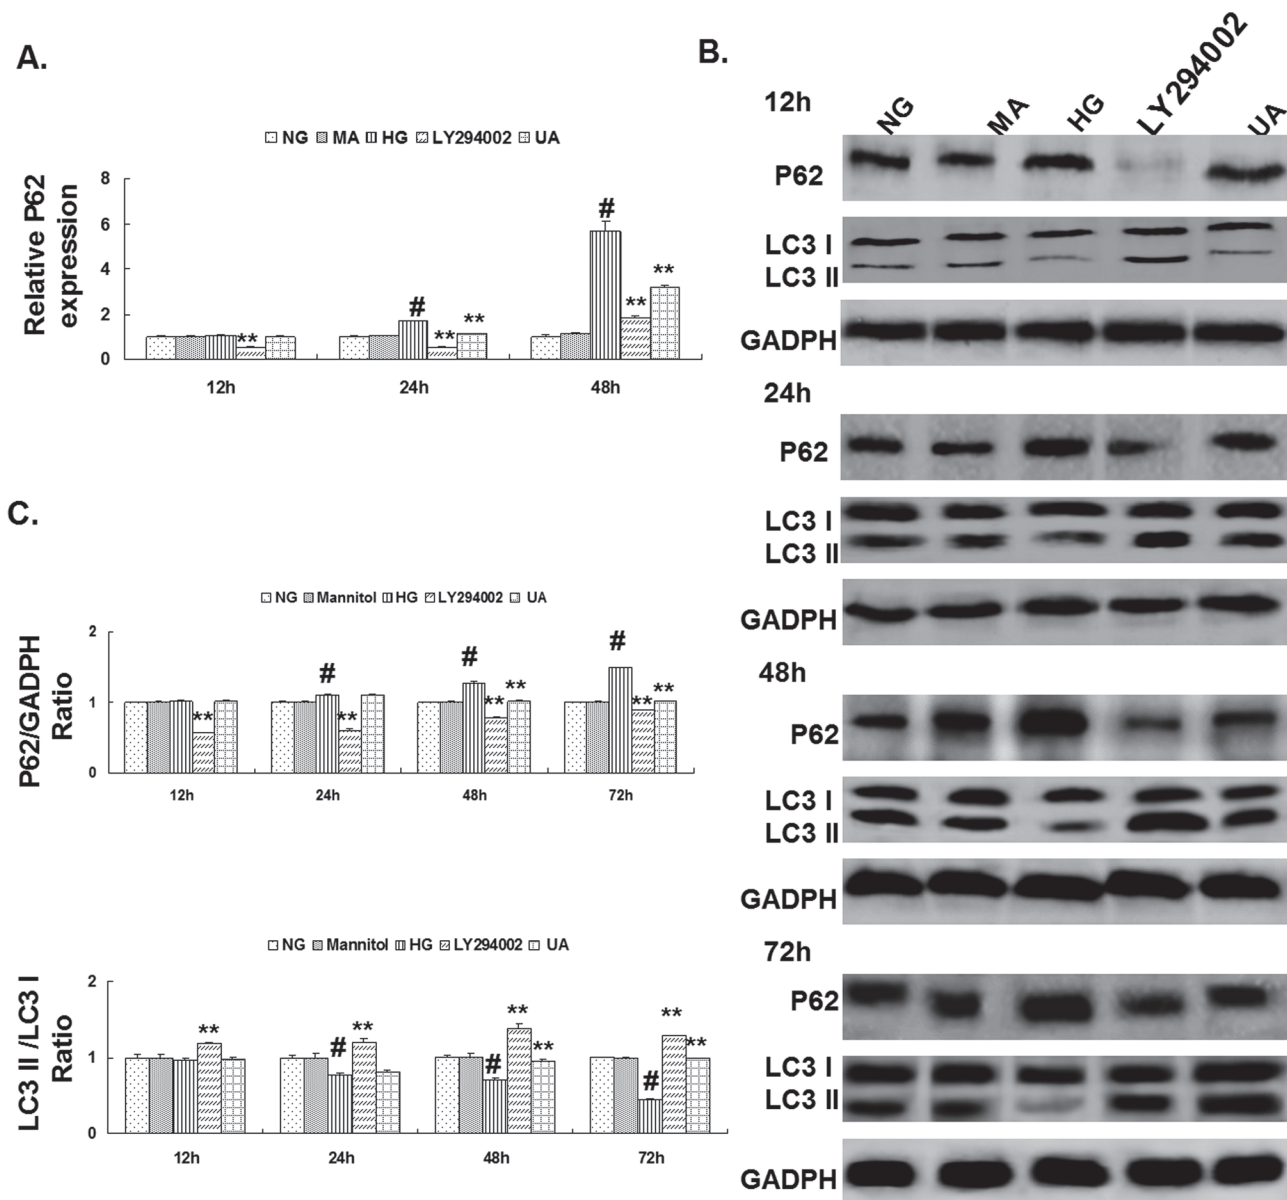 A.
NG MA HG LY294002 UA
Relative P62
expression
8
6
4
2
0
#
#
**
**
**
**
**
12h 24h 48h
B.
12h
NG MA HG LY294002 UA
P62
LC3 I
LC3 II
GADPH
24h
P62
LC3 I
LC3 II
GADPH
48h
P62
LC3 I
LC3 II
GADPH
72h
P62
LC3 I
LC3 II
GADPH
C.
NG Mannitol HG LY294002 UA
P62/GADPH
Ratio
2
1
0
#
#
#
**
**
**
**
**
**
12h 24h 48h 72h
NG Mannitol HG LY294002 UA
LC3 II /LC3 I
Ratio
2
1
0
**
**
**
**
#
**
#
**
#
12h 24h 48h 72h